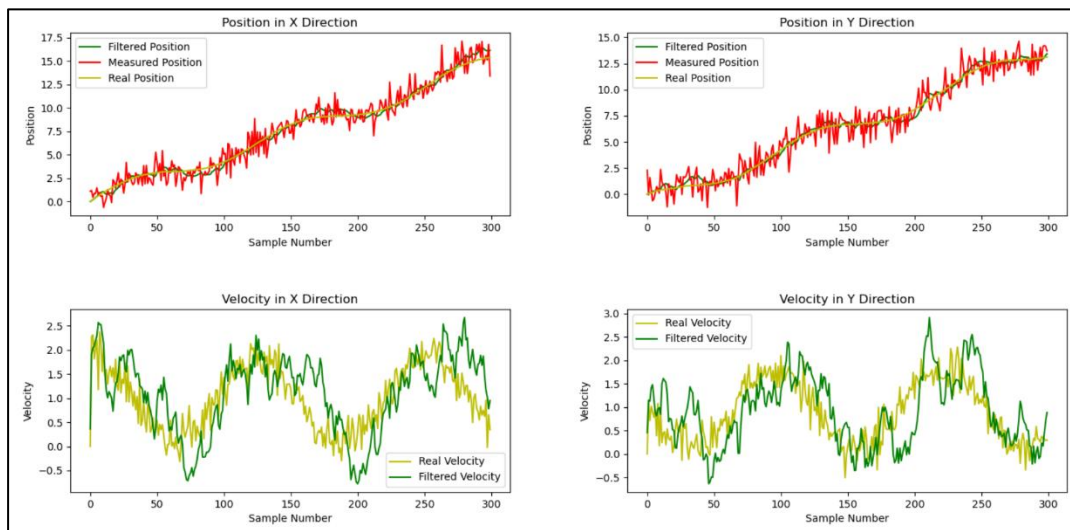 Position in X Direction
17.5
15.0
12.5
10.0
7.5
5.0
2.5
0.0
Position
Filtered Position
Measured Position
Real Position
0 50 100 150 200 250 300
Sample Number
Position in Y Direction
15.0
12.5
10.0
7.5
5.0
2.5
0.0
Position
Filtered Position
Measured Position
Real Position
0 50 100 150 200 250 300
Sample Number
Velocity in X Direction
2.5
2.0
1.5
1.0
0.5
0.0
−0.5
Velocity
Real Velocity
Filtered Velocity
0 50 100 150 200 250 300
Sample Number
Velocity in Y Direction
3.0
2.5
2.0
1.5
1.0
0.5
0.0
−0.5
Velocity
Real Velocity
Filtered Velocity
0 50 100 150 200 250 300
Sample Number